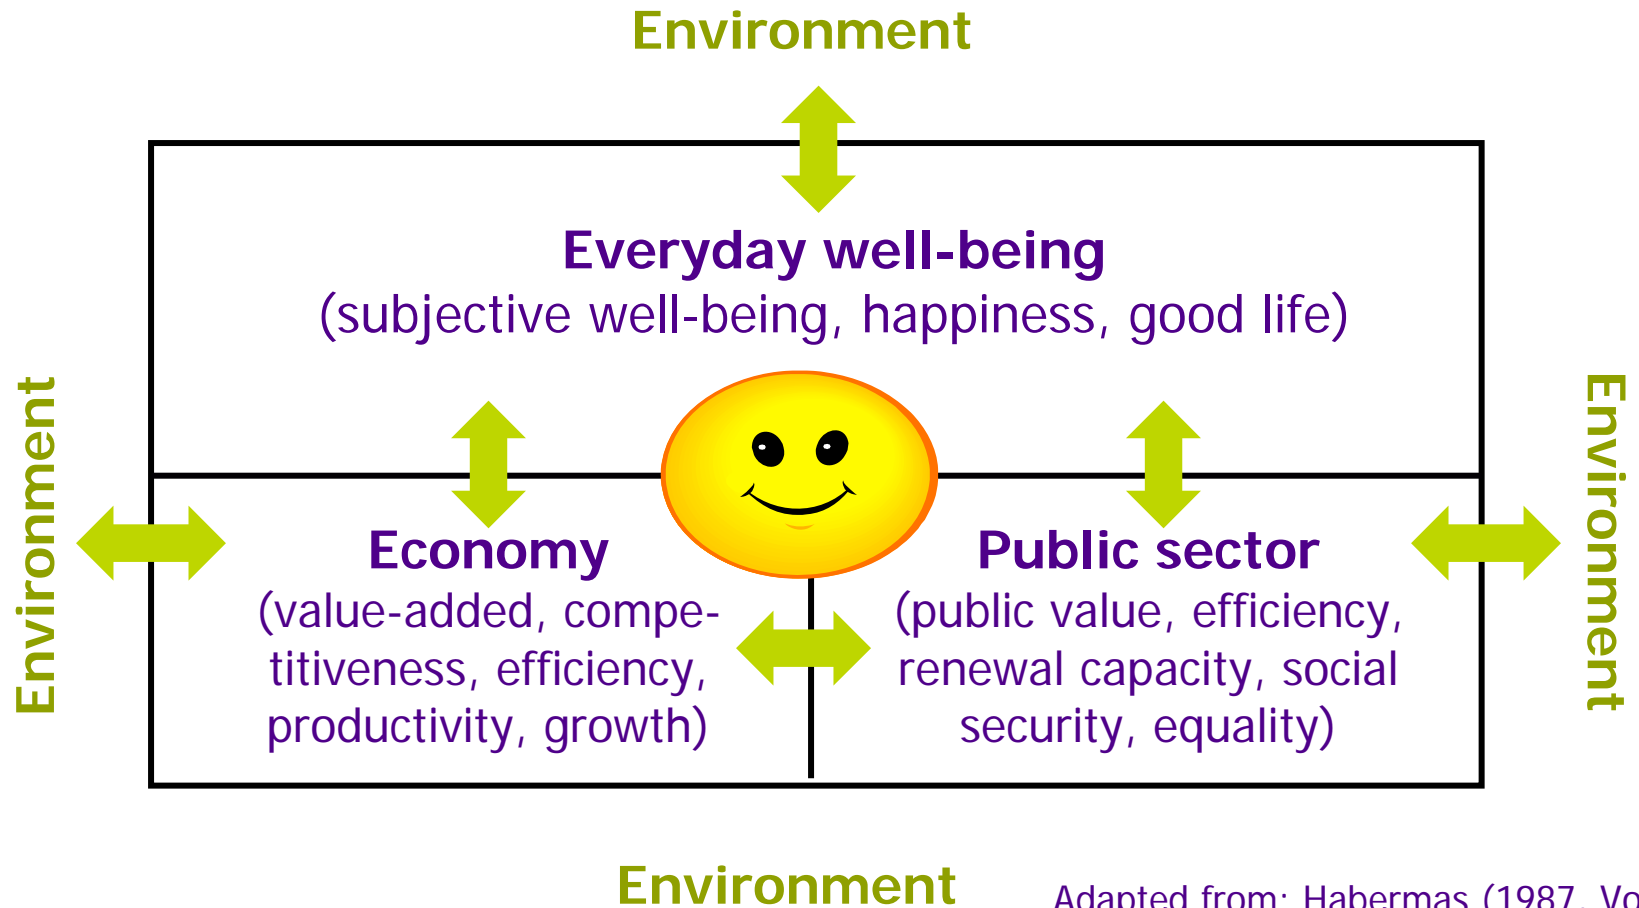 Environment
Everyday well-being
(subjective well-being, happiness, good life)
Environment
Environment
Economy
(value-added, compe-
titiveness, efficiency,
productivity, growth)
Public sector
(public value, efficiency,
renewal capacity, social
security, equality)
Environment
Adapted from: Habermas (1987, Vo